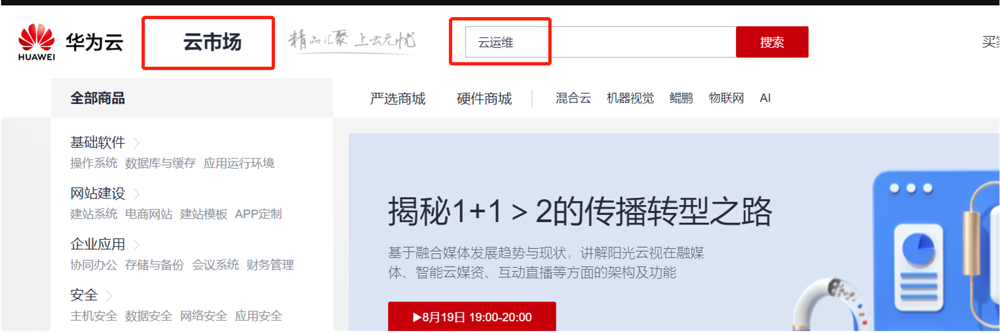 HUAWEI
华为云
云市场
精品汇聚 上云无忧
云运维
搜索
买家
全部商品
严选商城 硬件商城 混合云 机器视觉 鲲鹏 物联网 AI
基础软件
操作系统 数据库与缓存 应用运行环境
网站建设
建站系统 电商网站 建站模板 APP定制
企业应用
协同办公 存储与备份 会议系统 财务管理
安全
主机安全 数据安全 网络安全 应用安全
揭秘1+1 > 2的传播转型之路
基于融合媒体发展趋势与现状，讲解阳光云视在融媒
体、智能云媒资、互动直播等方面的架构及功能
▶8月19日 19:00-20:00